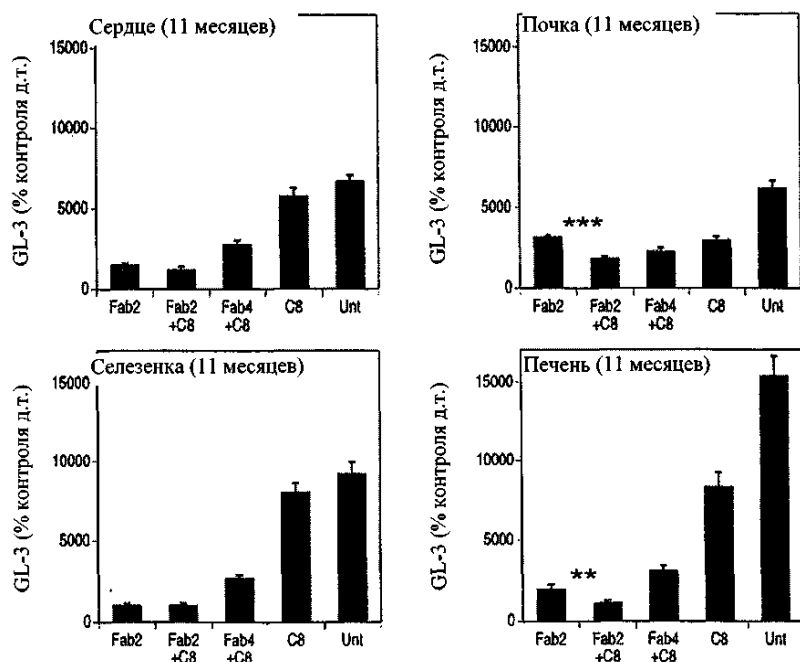 Сердце (11 месяцев)
GL-3 (% контроля д.т.)
15000
10000
5000
0
Fab2 Fab2 Fab4 C8 Unt
+C8 +C8
Почка (11 месяцев)
GL-3 (% контроля д.т.)
15000
10000
5000
0
***
Fab2 Fab2 Fab4 C8 Unt
+C8 +C8
Селезенка (11 месяцев)
GL-3 (% контроля д.т.)
15000
10000
5000
0
Fab2 Fab2 Fab4 C8 Unt
+C8 +C8
Печень (11 месяцев)
GL-3 (% контроля д.т.)
15000
10000
5000
0
**
Fab2 Fab2 Fab4 C8 Unt
+C8 +C8